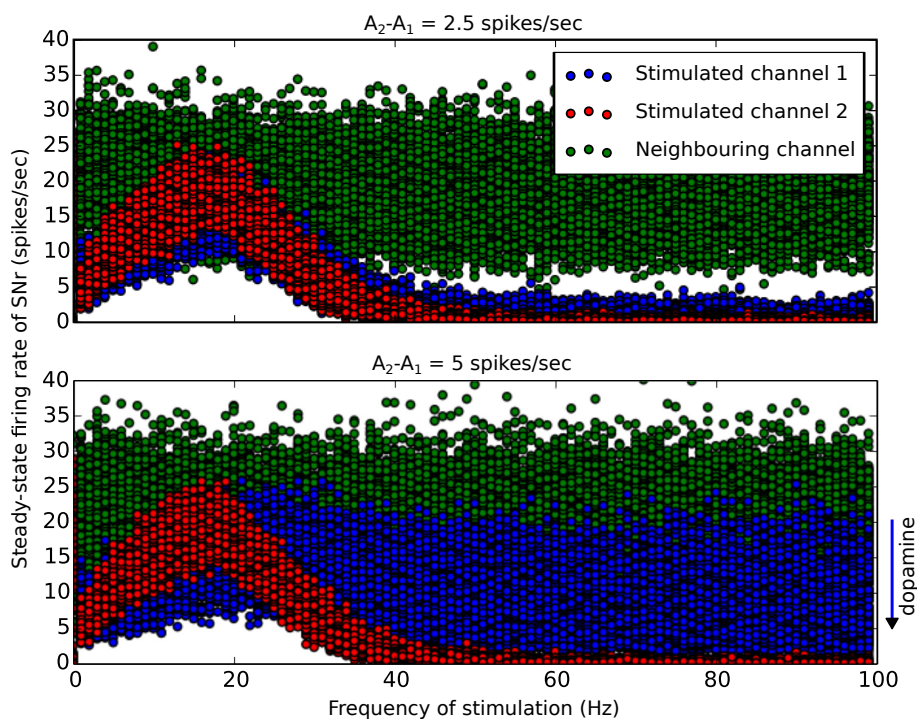 A₂-A₁ = 2.5 spikes/sec
40
35
30
25
20
15
10
5
0
Stimulated channel 1
Stimulated channel 2
Neighbouring channel
Steady-state firing rate of SNr (spikes/sec)
A₂-A₁ = 5 spikes/sec
40
35
30
25
20
15
10
5
0
dopamine
0 20 40 60 80 100
Frequency of stimulation (Hz)